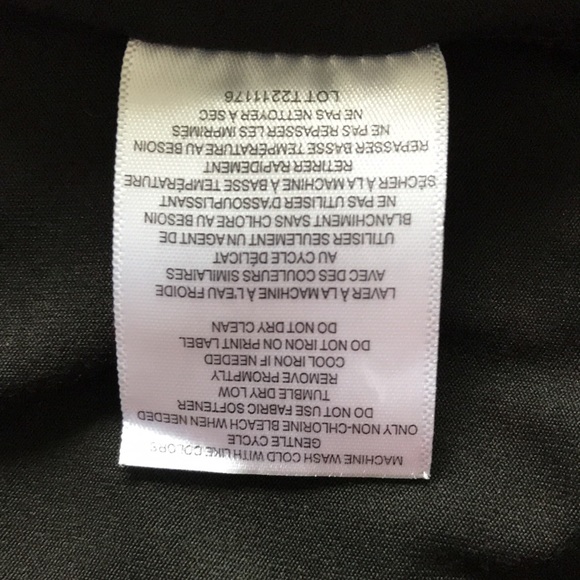 MACHINE WASH COLD WITH LIKE COLORS
GENTLE CYCLE
ONLY NON-CHLORINE BLEACH WHEN NEEDED
DO NOT USE FABRIC SOFTENER
TUMBLE DRY LOW
REMOVE PROMPTLY
COOL IRON IF NEEDED
DO NOT IRON ON PRINT LABEL
DO NOT DRY CLEAN
LAVER À LA MACHINE À L'EAU FROIDE
AVEC DES COULEURS SIMILAIRES
AU CYCLE DÉLICAT
UTILISER SEULEMENT UN AGENT DE
BLANCHIMENT SANS CHLORE AU BESOIN
NE PAS UTILISER D'ASSOUPLISSANT
SÉCHER À LA MACHINE À BASSE TEMPÉRATURE
RETIRER RAPIDEMENT
REPASSER BASSE TEMPÉRATURE AU BESOIN
NE PAS REPASSER LES IMPRIMÉS
NE PAS NETTOYER À SEC
LOT T2211176